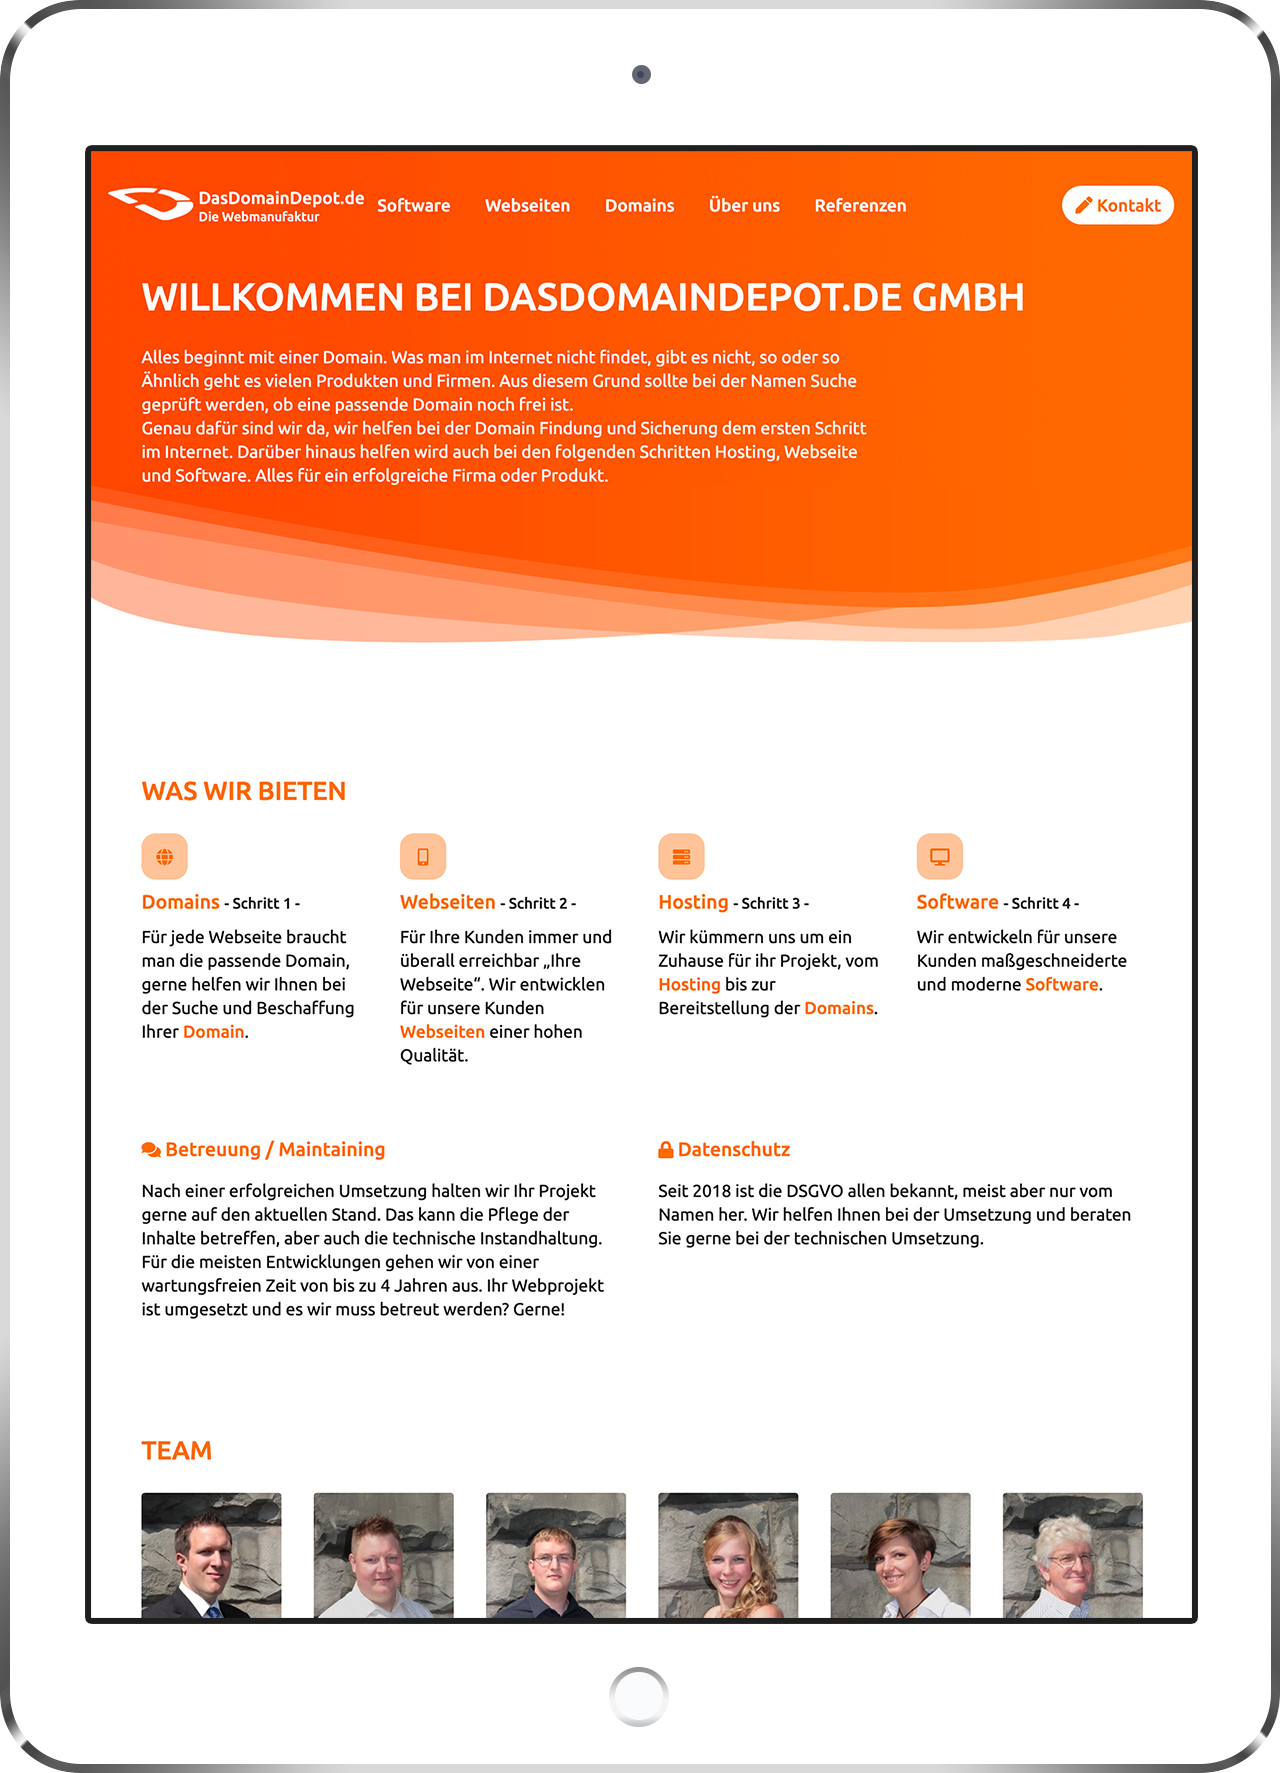 DasDomainDepot.de
Die Webmanufaktur
Software Webseiten Domains Über uns Referenzen
Kontakt
WILLKOMMEN BEI DASDOMAINDEPOT.DE GMBH
Alles beginnt mit einer Domain. Was man im Internet nicht findet, gibt es nicht, so oder so
Ähnlich geht es vielen Produkten und Firmen. Aus diesem Grund sollte bei der Namen Suche
geprüft werden, ob eine passende Domain noch frei ist.
Genau dafür sind wir da, wir helfen bei der Domain Findung und Sicherung dem ersten Schritt
im Internet. Darüber hinaus helfen wird auch bei den folgenden Schritten Hosting, Webseite
und Software. Alles für ein erfolgreiche Firma oder Produkt.
WAS WIR BIETEN
Domains - Schritt 1 -
Für jede Webseite braucht
man die passende Domain,
gerne helfen wir Ihnen bei
der Suche und Beschaffung
Ihrer Domain.
Webseiten - Schritt 2 -
Für Ihre Kunden immer und
überall erreichbar „Ihre
Webseite“. Wir entwicklen
für unsere Kunden
Webseiten einer hohen
Qualität.
Hosting - Schritt 3 -
Wir kümmern uns um ein
Zuhause für ihr Projekt, vom
Hosting bis zur
Bereitstellung der Domains.
Software - Schritt 4 -
Wir entwickeln für unsere
Kunden maßgeschneiderte
und moderne Software.
Betreuung / Maintaining
Nach einer erfolgreichen Umsetzung halten wir Ihr Projekt
gerne auf den aktuellen Stand. Das kann die Pflege der
Inhalte betreffen, aber auch die technische Instandhaltung.
Für die meisten Entwicklungen gehen wir von einer
wartungsfreien Zeit von bis zu 4 Jahren aus. Ihr Webprojekt
ist umgesetzt und es wir muss betreut werden? Gerne!
Datenschutz
Seit 2018 ist die DSGVO allen bekannt, meist aber nur vom
Namen her. Wir helfen Ihnen bei der Umsetzung und beraten
Sie gerne bei der technischen Umsetzung.
TEAM